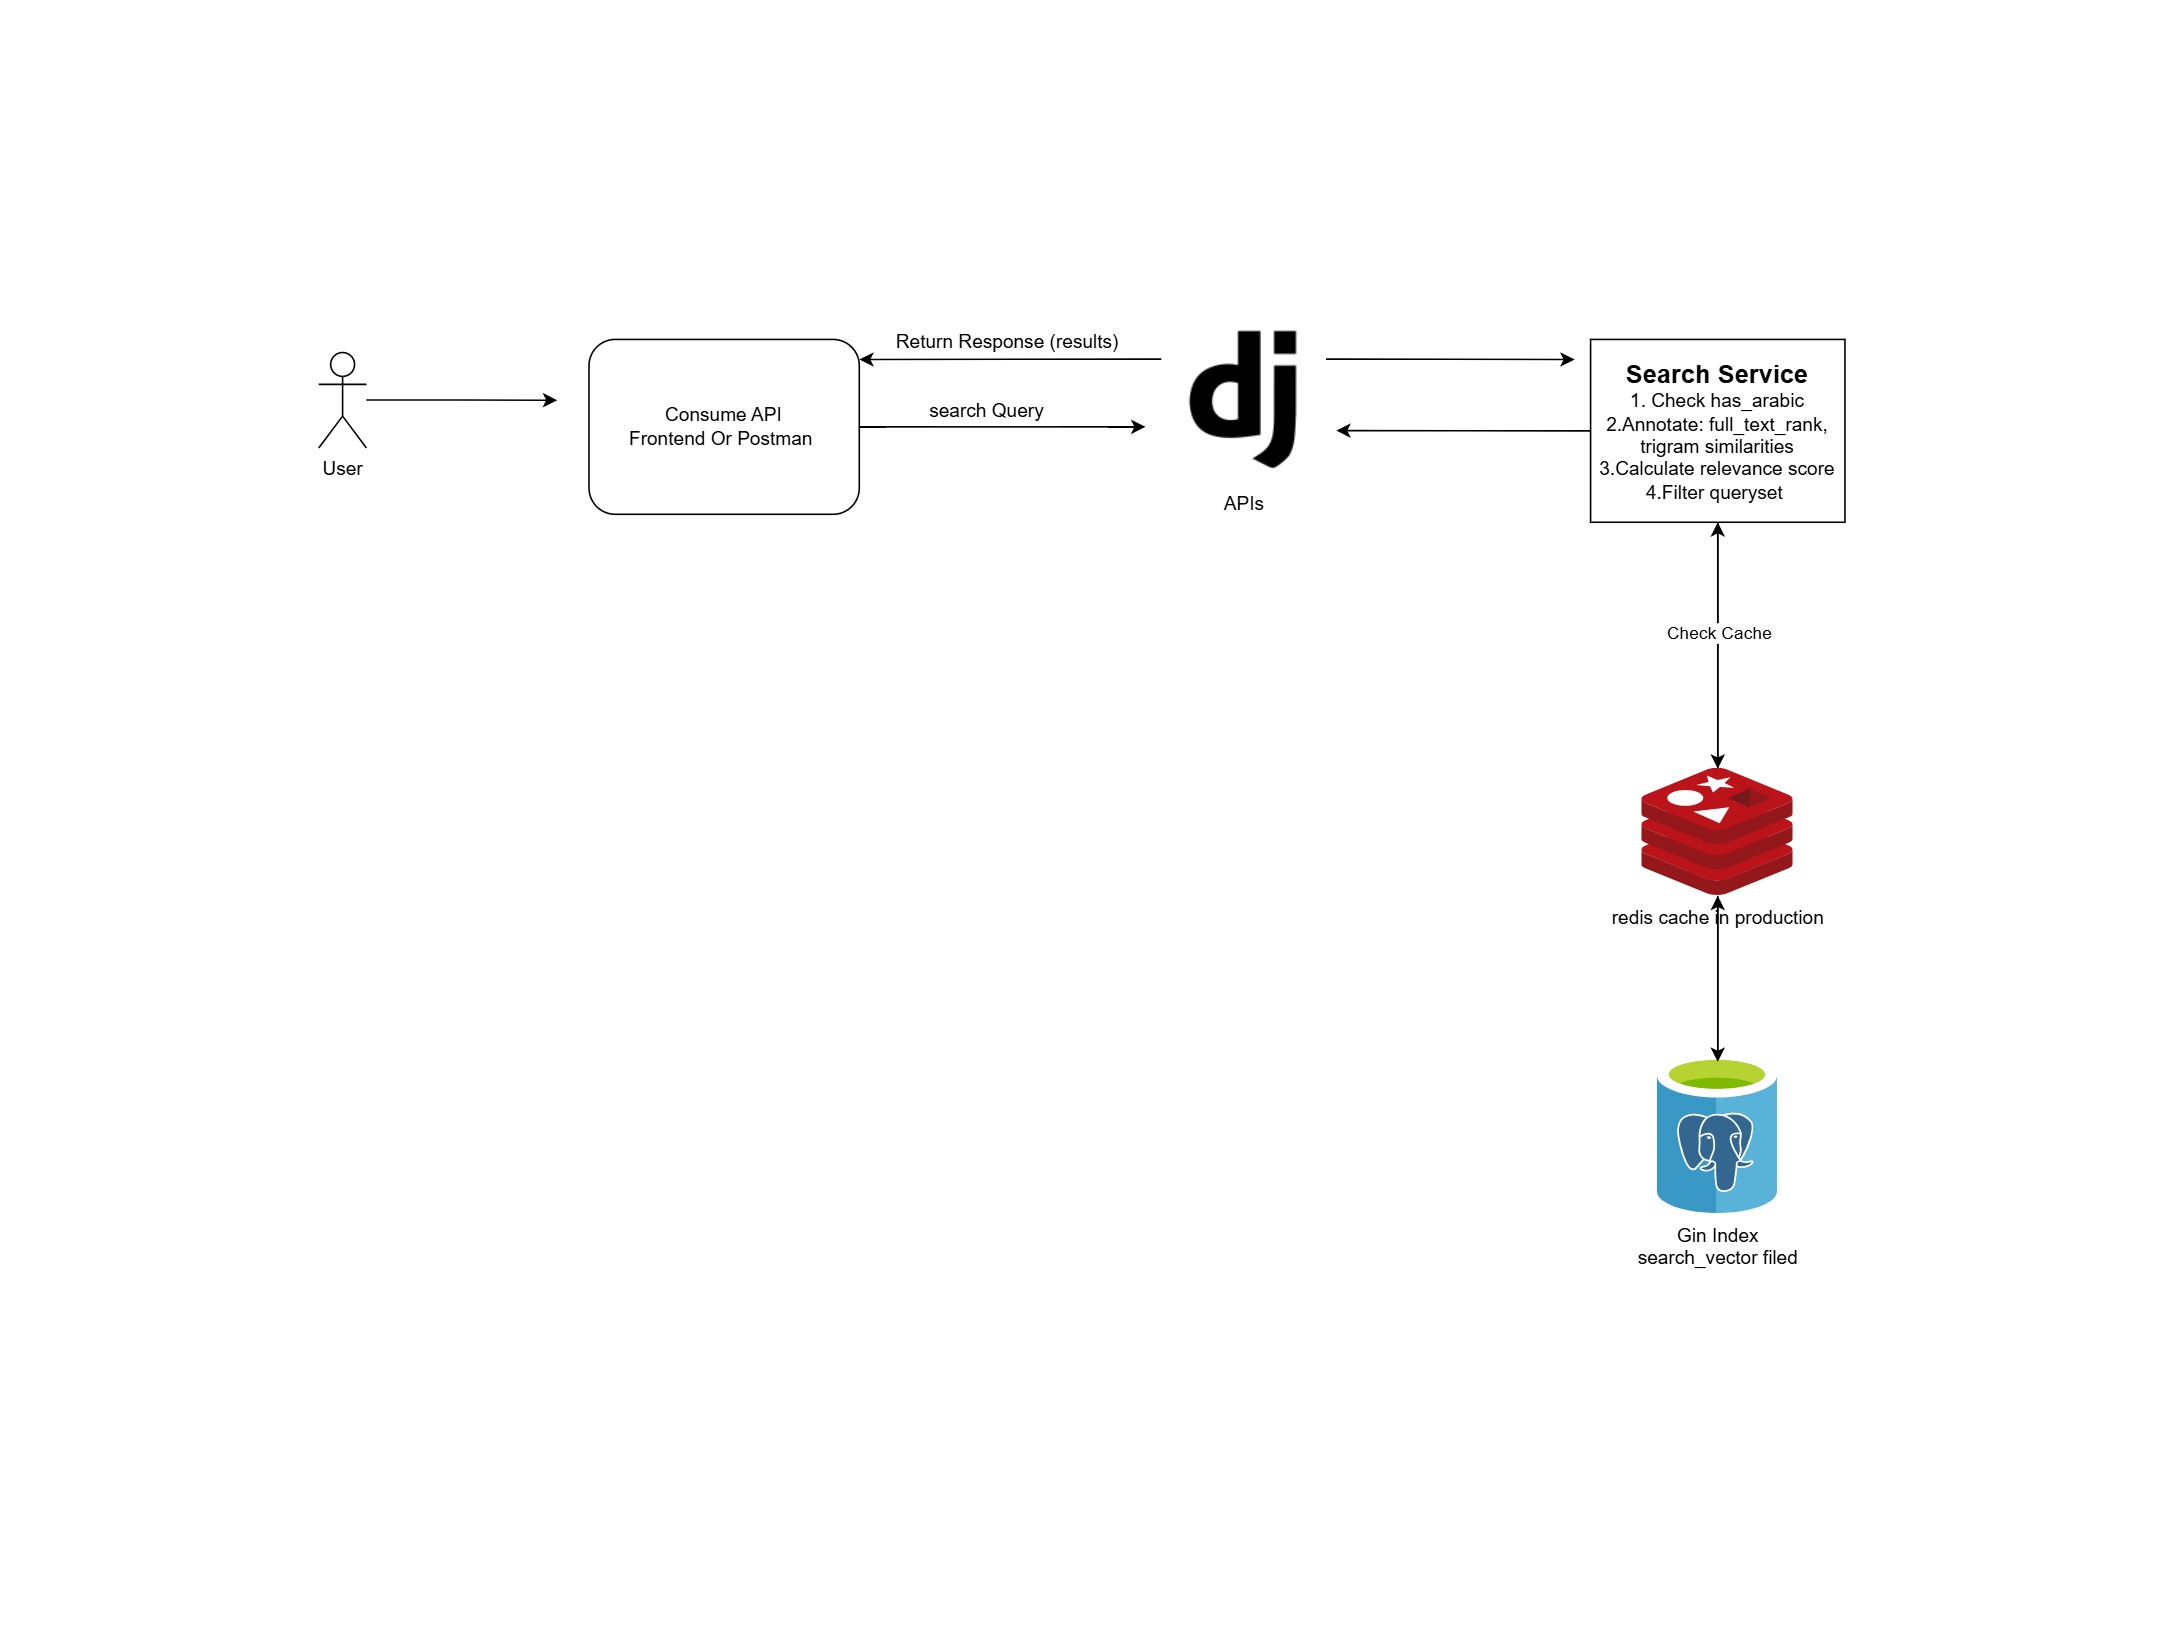 User
Consume API
Frontend Or Postman
Return Response (results)
search Query
dj
APIs
Search Service
1. Check has_arabic
2.Annotate: full_text_rank,
trigram similarities
3.Calculate relevance score
4.Filter queryset
Check Cache
redis cache in production
Gin Index
search_vector filed